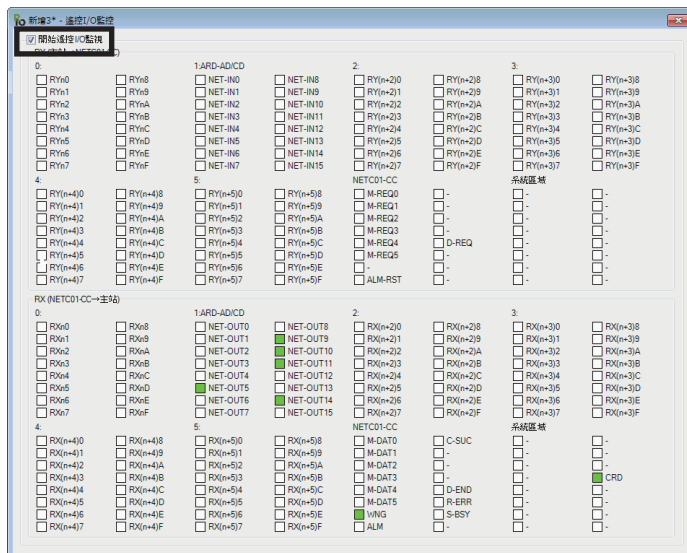 新增3* - 遙控I/O監控
開始遙控I/O監視
0: 1:ARD-AD/CD 2: 3:
RYn0 RYn8 NET-IN0 NET-IN8 RY(n+2)0 RY(n+2)8 RY(n+3)0 RY(n+3)8
RYn1 RYn9 NET-IN1 NET-IN9 RY(n+2)1 RY(n+2)9 RY(n+3)1 RY(n+3)9
RYn2 RYnA NET-IN2 NET-IN10 RY(n+2)2 RY(n+2)A RY(n+3)2 RY(n+3)A
RYn3 RYnB NET-IN3 NET-IN11 RY(n+2)3 RY(n+2)B RY(n+3)3 RY(n+3)B
RYn4 RYnC NET-IN4 NET-IN12 RY(n+2)4 RY(n+2)C RY(n+3)4 RY(n+3)C
RYn5 RYnD NET-IN5 NET-IN13 RY(n+2)5 RY(n+2)D RY(n+3)5 RY(n+3)D
RYn6 RYnE NET-IN6 NET-IN14 RY(n+2)6 RY(n+2)E RY(n+3)6 RY(n+3)E
RYn7 RYnF NET-IN7 NET-IN15 RY(n+2)7 RY(n+2)F RY(n+3)7 RY(n+3)F
4: 5: NETC01-CC 系統區域
RY(n+4)0 RY(n+4)8 RY(n+5)0 RY(n+5)8 M-REQ0 - - -
RY(n+4)1 RY(n+4)9 RY(n+5)1 RY(n+5)9 M-REQ1 - - -
RY(n+4)2 RY(n+4)A RY(n+5)2 RY(n+5)A M-REQ2 - - -
RY(n+4)3 RY(n+4)B RY(n+5)3 RY(n+5)B M-REQ3 - - -
RY(n+4)4 RY(n+4)C RY(n+5)4 RY(n+5)C M-REQ4 D-REQ - -
RY(n+4)5 RY(n+4)D RY(n+5)5 RY(n+5)D M-REQ5 - - -
RY(n+4)6 RY(n+4)E RY(n+5)6 RY(n+5)E - - - -
RY(n+4)7 RY(n+4)F RY(n+5)7 RY(n+5)F ALM-RST - - -
RX (NETC01-CC→主站)
0: 1:ARD-AD/CD 2: 3:
RXn0 RXn8 NET-OUT0 NET-OUT8 RX(n+2)0 RX(n+2)8 RX(n+3)0 RX(n+3)8
RXn1 RXn9 NET-OUT1 NET-OUT9 RX(n+2)1 RX(n+2)9 RX(n+3)1 RX(n+3)9
RXn2 RXnA NET-OUT2 NET-OUT10 RX(n+2)2 RX(n+2)A RX(n+3)2 RX(n+3)A
RXn3 RXnB NET-OUT3 NET-OUT11 RX(n+2)3 RX(n+2)B RX(n+3)3 RX(n+3)B
RXn4 RXnC NET-OUT4 NET-OUT12 RX(n+2)4 RX(n+2)C RX(n+3)4 RX(n+3)C
RXn5 RXnD NET-OUT5 NET-OUT13 RX(n+2)5 RX(n+2)D RX(n+3)5 RX(n+3)D
RXn6 RXnE NET-OUT6 NET-OUT14 RX(n+2)6 RX(n+2)E RX(n+3)6 RX(n+3)E
RXn7 RXnF NET-OUT7 NET-OUT15 RX(n+2)7 RX(n+2)F RX(n+3)7 RX(n+3)F
4: 5: NETC01-CC 系統區域
RX(n+4)0 RX(n+4)8 RX(n+5)0 RX(n+5)8 M-DAT0 C-SUC - -
RX(n+4)1 RX(n+4)9 RX(n+5)1 RX(n+5)9 M-DAT1 - - -
RX(n+4)2 RX(n+4)A RX(n+5)2 RX(n+5)A M-DAT2 - - -
RX(n+4)3 RX(n+4)B RX(n+5)3 RX(n+5)B M-DAT3 - - CRD
RX(n+4)4 RX(n+4)C RX(n+5)4 RX(n+5)C M-DAT4 D-END - -
RX(n+4)5 RX(n+4)D RX(n+5)5 RX(n+5)D M-DAT5 R-ERR - -
RX(n+4)6 RX(n+4)E RX(n+5)6 RX(n+5)E WNG S-BSY - -
RX(n+4)7 RX(n+4)F RX(n+5)7 RX(n+5)F ALM - - -